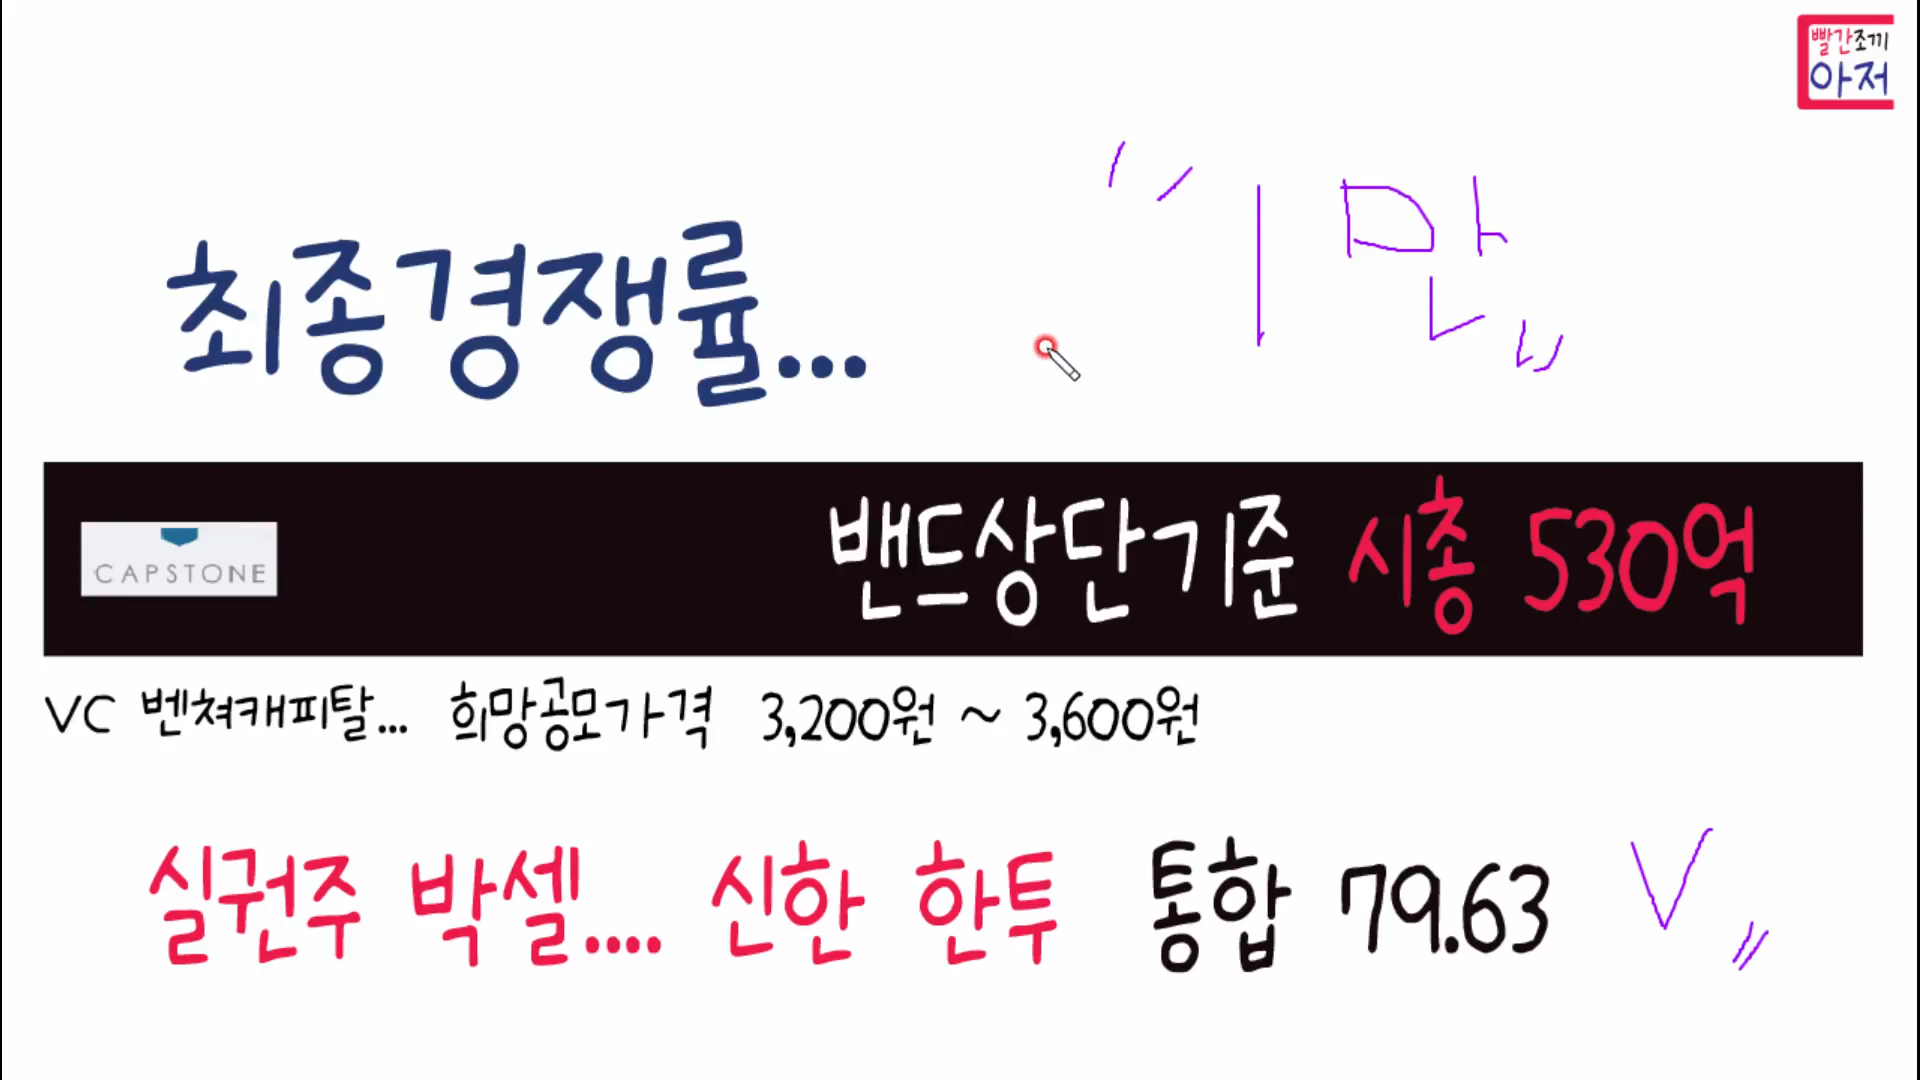 빨간조끼
아저
"1만"
최종경쟁률...
CAPSTONE
밴드상단기준 시총 530억
VC 벤쳐캐피탈... 희망공모가격 3,200원 ~ 3,600원
실권주 박셀.... 신한 한투 통합 79.63 V